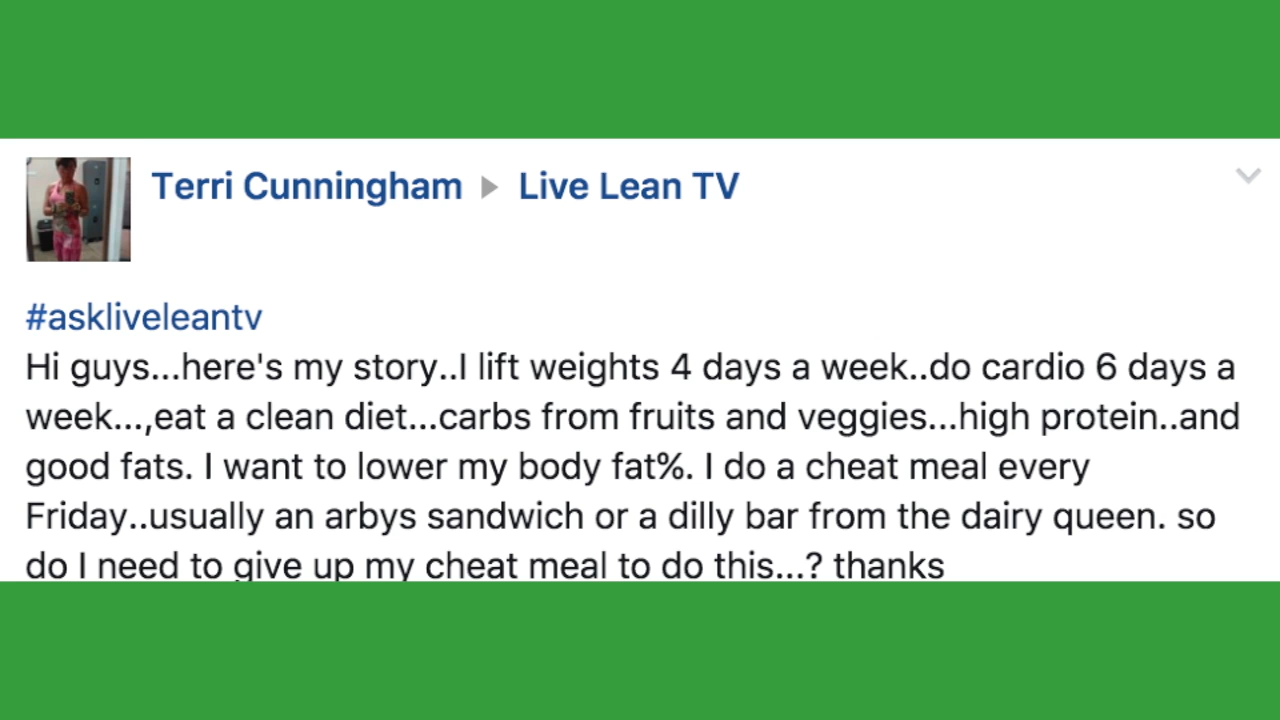 Terri Cunningham ▶ Live Lean TV
#askliveleantv
Hi guys...here's my story..I lift weights 4 days a week..do cardio 6 days a
week...,eat a clean diet...carbs from fruits and veggies...high protein..and
good fats. I want to lower my body fat%. I do a cheat meal every
Friday..usually an arbys sandwich or a dilly bar from the dairy queen. so
do I need to give up my cheat meal to do this...? thanks